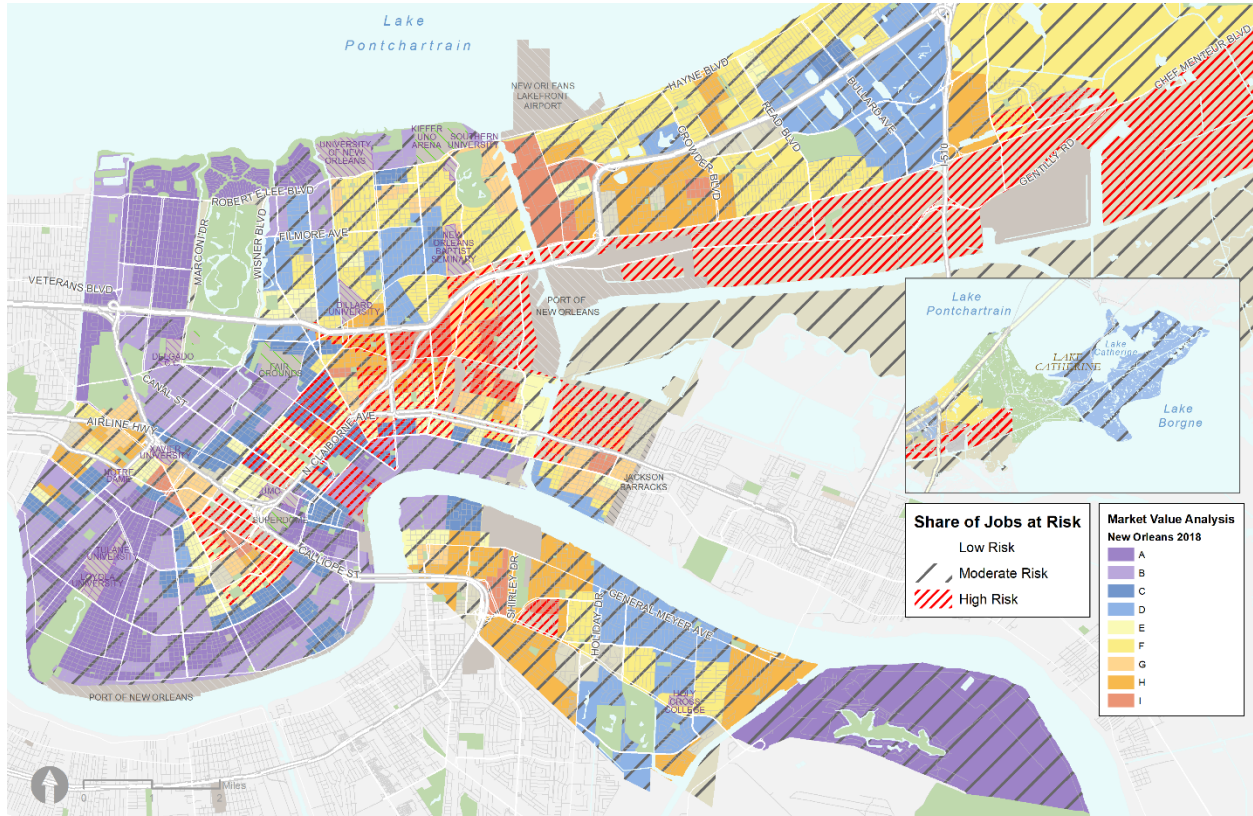 Lake
Pontchartrain
NEW ORLEANS
LAKEFRONT
AIRPORT
HAYNE BLVD
BULLARD AVE
CHEF MENTEUR BLVD
READ BLVD
CROWDER BLVD
I-510
GENTILLY RD
KIEFER
UNO
ARENA
SOUTHERN
UNIVERSITY
UNIVERSITY
OF NEW
ORLEANS
ROBERT E LEE BLVD
MARCONI DR
WISNER BLVD
FILMORE AVE
NEW
ORLEANS
BAPTIST
SEMINARY
VETERANS BLVD
DILLARD
UNIVERSITY
PORT OF
NEW ORLEANS
DELGADO
FAIR
GROUNDS
CANAL ST
AIRLINE HWY
N CLAIBORNE AVE
XAVIER
UNIVERSITY
NOTRE
DAME
UMC
SUPERDOME
JACKSON
BARRACKS
TULANE
UNIVERSITY
LOYOLA
UNIVERSITY
CALLIOPE ST
SHIRLEY DR
HOLIDAY DR
GENERAL MEYER AVE
HOLY
CROSS
COLLEGE
PORT OF NEW ORLEANS
Miles
0 1 2
Lake
Pontchartrain
Lake
Catherine
LAKE
CATHERINE
Lake
Borgne
Share of Jobs at Risk
Low Risk
Moderate Risk
High Risk
Market Value Analysis
New Orleans 2018
A
B
C
D
E
F
G
H
I